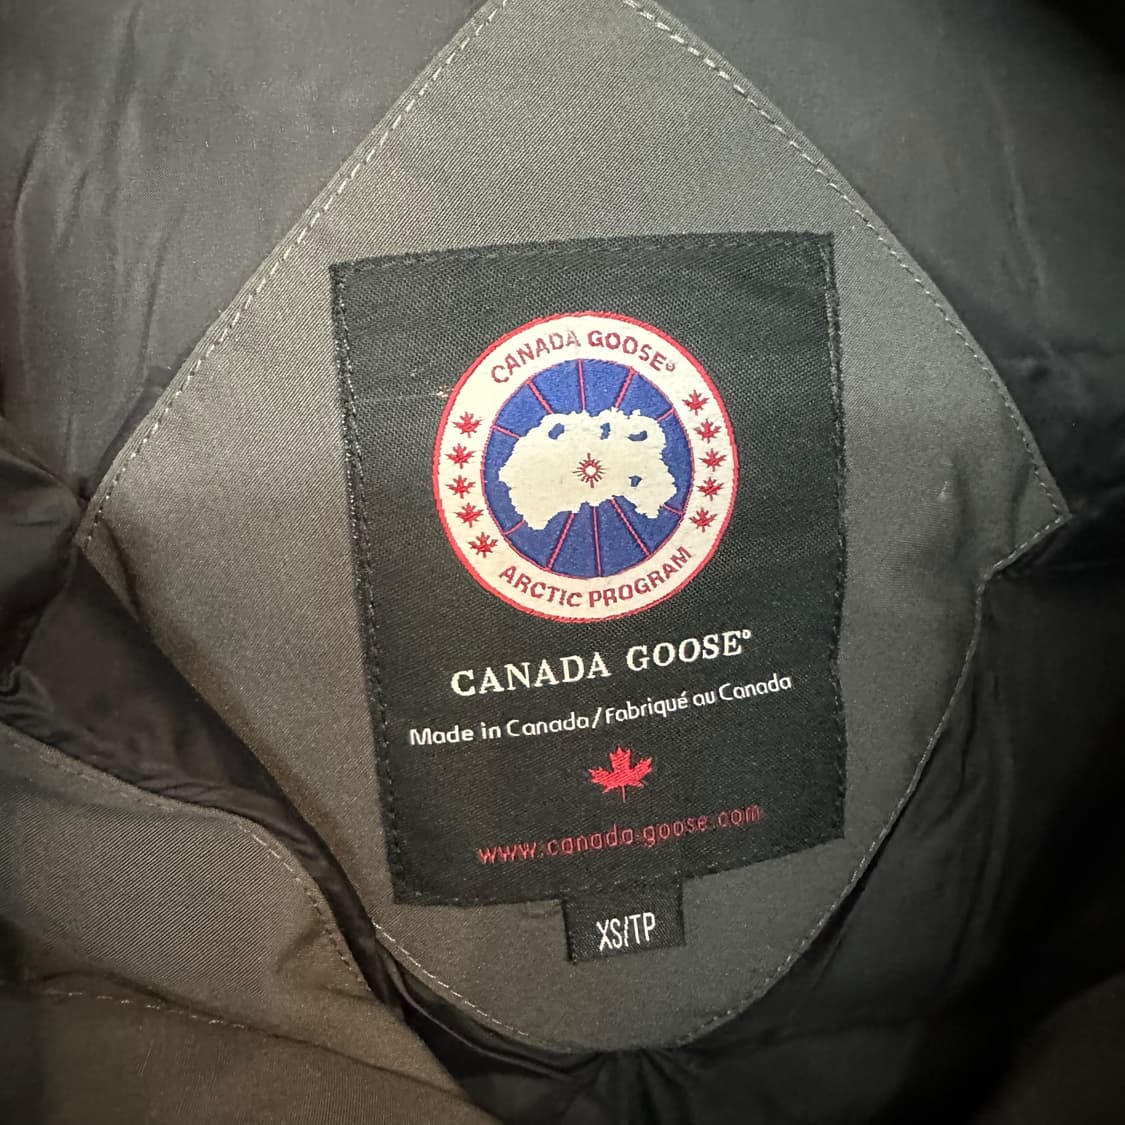 CANADA GOOSE®
ARCTIC PROGRAM
CANADA GOOSE®
Made in Canada/Fabriqué au Canada
www.canada-goose.com
XS/TP